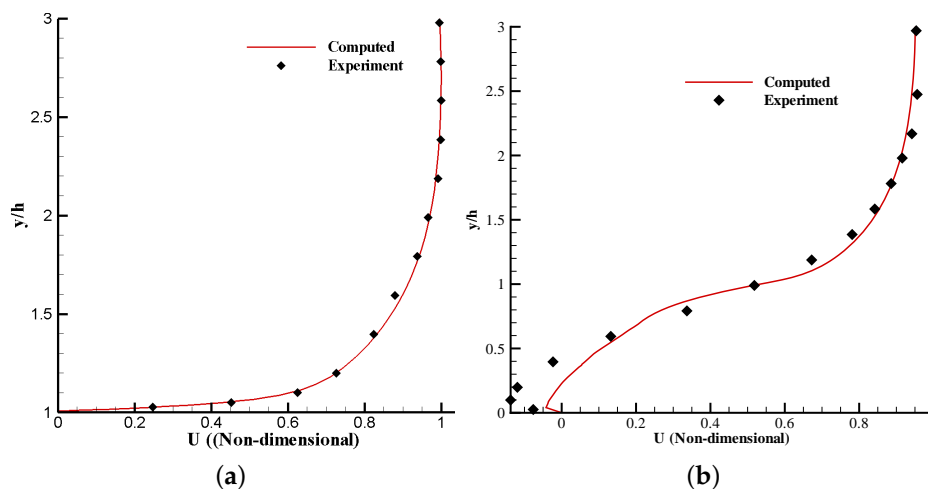 3
2.5
2
1.5
1
y/h
Computed
Experiment
0
0.2
0.4
0.6
0.8
1
U ((Non-dimensional)
(a)
3
2.5
2
1.5
1
0.5
0
y/h
Computed
Experiment
0
0.2
0.4
0.6
0.8
U (Non-dimensional)
(b)